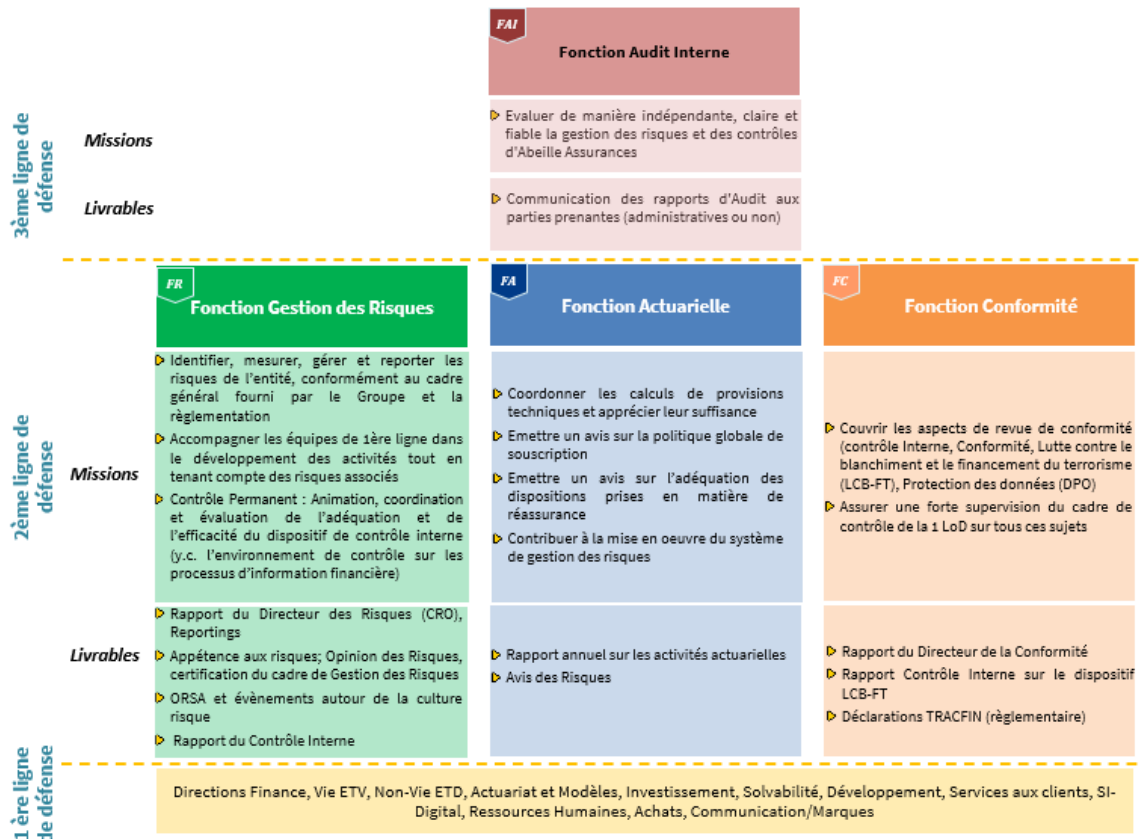 FAI
Fonction Audit Interne
3ème ligne de
défense
Missions
Evaluer de manière indépendante, claire et
fiable la gestion des risques et des contrôles
d'Abeille Assurances
Livrables
Communication des rapports d'Audit aux
parties prenantes (administratives ou non)
FR
Fonction Gestion des Risques
FA
Fonction Actuarielle
FC
Fonction Conformité
2ème ligne de
défense
Missions
Identifier, mesurer, gérer et reporter les
risques de l'entité, conformément au cadre
général fourni par le Groupe et la
règlementation
Accompagner les équipes de 1ère ligne dans
le développement des activités tout en
tenant compte des risques associés
Contrôle Permanent : Animation, coordination
et évaluation de l'adéquation et de
l'efficacité du dispositif de contrôle interne
(y.c. l'environnement de contrôle sur les
processus d'information financière)
Coordonner les calculs de provisions
techniques et apprécier leur suffisance
Emettre un avis sur la politique globale de
souscription
Emettre un avis sur l'adéquation des
dispositions prises en matière de
réassurance
Contribuer à la mise en oeuvre du système
de gestion des risques
Couvrir les aspects de revue de conformité
(contrôle Interne, Conformité, Lutte contre le
blanchiment et le financement du terrorisme
(LCB-FT), Protection des données (DPO)
Assurer une forte supervision du cadre de
contrôle de la 1 LoD sur tous ces sujets
Livrables
Rapport du Directeur des Risques (CRO),
Reportings
Appétence aux risques; Opinion des Risques,
certification du cadre de Gestion des Risques
ORSA et évènements autour de la culture
risque
Rapport du Contrôle Interne
Rapport annuel sur les activités actuarielles
Avis des Risques
Rapport du Directeur de la Conformité
Rapport Contrôle Interne sur le dispositif
LCB-FT
Déclarations TRACFIN (règlementaire)
1 ère ligne
de défense
Directions Finance, Vie ETV, Non-Vie ETD, Actuariat et Modèles, Investissement, Solvabilité, Développement, Services aux clients, SI-
Digital, Ressources Humaines, Achats, Communication/Marques